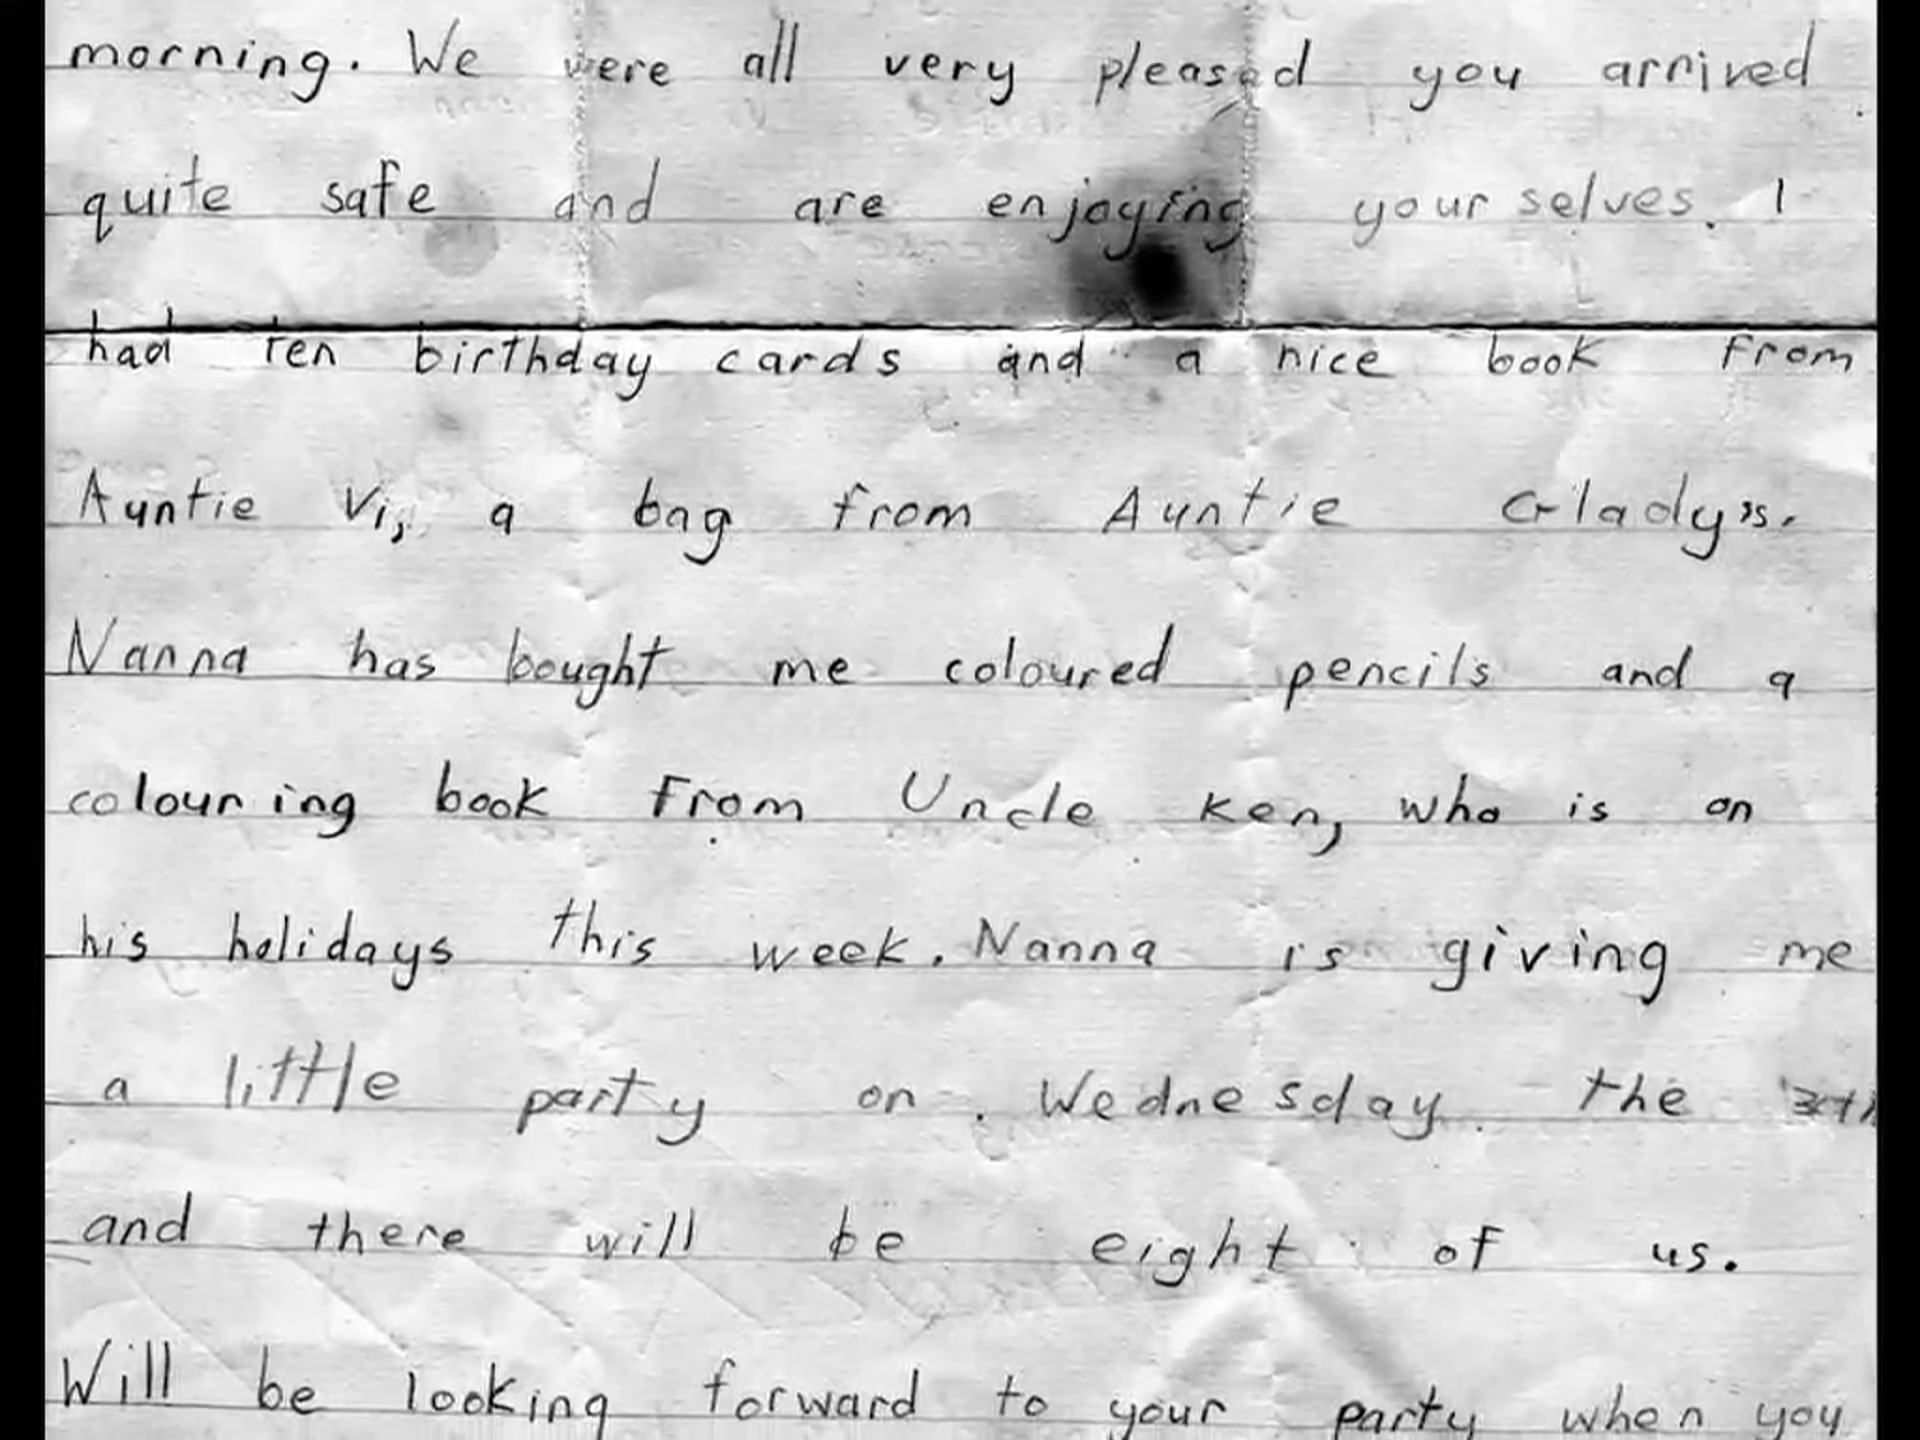 morning. We were all very pleased you arrived
quite safe and are enjoying yourselves. I
had ten birthday cards and a nice book from
Auntie Vi, a bag from Auntie Gladys.
Nanna has bought me coloured pencils and a
colouring book from Uncle Ken, who is on
his holidays this week. Nanna is giving me
a little party on Wednesday the
and there will be eight of us.
Will be looking forward to your party when you